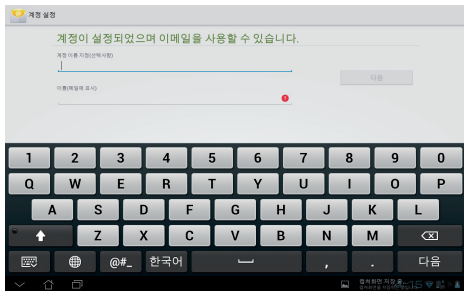 계정 설정
계정이 설정되었으며 이메일을 사용할 수 있습니다.
계정 이름 지정(선택사항)
다음
이름(메일에 표시)
1 2 3 4 5 6 7 8 9 0
Q W E R T Y U I O P
A S D F G H J K L
Z X C V B N M
@#_ 한국어 , . 다음